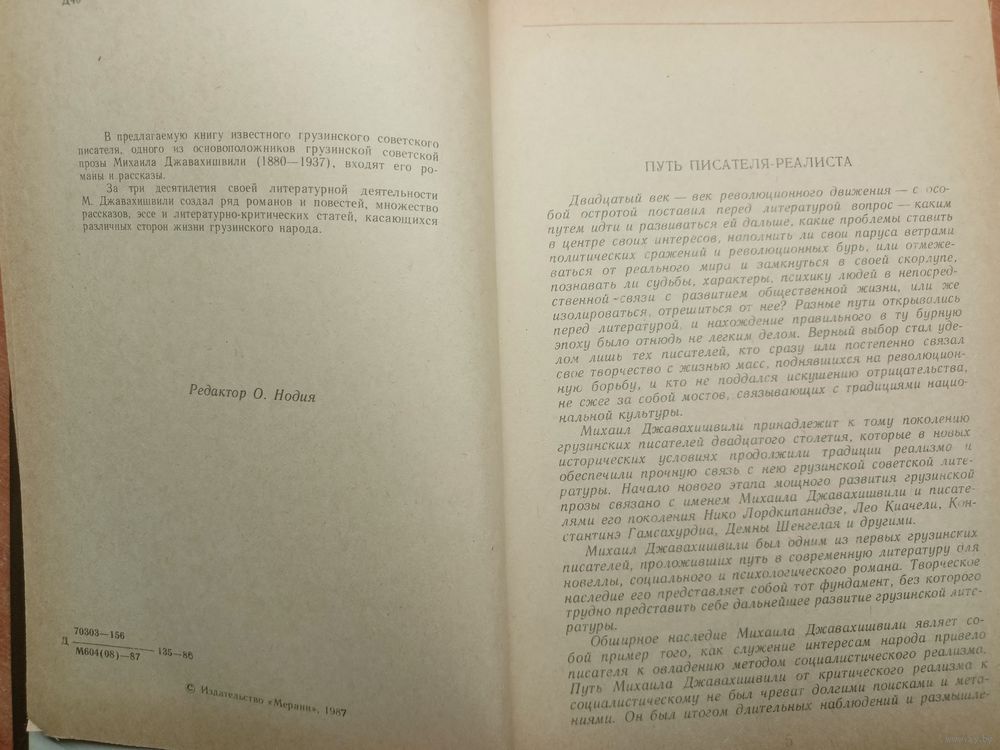 Д40
В предлагаемую книгу известного грузинского советского
писателя, одного из основоположников грузинской советской
прозы Михаила Джавахишвили (1880—1937), входят его ро-
маны и рассказы.
За три десятилетия своей литературной деятельности
М. Джавахишвили создал ряд романов и повестей, множество
рассказов, эссе и литературно-критических статей, касающихся
различных сторон жизни грузинского народа.
Редактор О. Нодия
70303—156
Д 135—86
М604(08)—87
© Издательство «Мерани», 1987
ПУТЬ ПИСАТЕЛЯ-РЕАЛИСТА
Двадцатый век — век революционного движения — с осо-
бой остротой поставил перед литературой вопрос — каким
путем идти и развиваться ей дальше, какие проблемы ставить
в центре своих интересов, наполнить ли свои паруса ветрами
политических сражений и революционных бурь, или отмеже-
ваться от реального мира и замкнуться в своей скорлупе,
познавать ли судьбы, характеры, психику людей в непосред-
ственной связи с развитием общественной жизни, или же
изолироваться, отрешиться от нее? Разные пути открывались
перед литературой, и нахождение правильного в ту бурную
эпоху было отнюдь не легким делом. Верный выбор стал уде-
лом лишь тех писателей, кто сразу или постепенно связал
свое творчество с жизнью масс, поднявшихся на революцион-
ную борьбу, и кто не поддался искушению отрицательства,
не сжег за собой мостов, связывающих с традициями нацио-
нальной культуры.
Михаил Джавахишвили принадлежит к тому поколению
грузинских писателей двадцатого столетия, которые в новых
исторических условиях продолжили традиции реализма и
обеспечили прочную связь с нею грузинской советской лите-
ратуры. Начало нового этапа мощного развития грузинской
прозы связано с именем Михаила Джавахишвили и писате-
лями его поколения Нико Лордкипанидзе, Лео Киачели, Кон-
стантинэ Гамсахурдиа, Демны Шенгелая и другими.
Михаил Джавахишвили был одним из первых грузинских
писателей, проложивших путь в современную литературу для
новеллы, социального и психологического романа. Творческое
наследие его представляет собой тот фундамент, без которого
трудно представить себе дальнейшее развитие грузинской лите-
ратуры.
Обширное наследие Михаила Джавахишвили являет со-
бой пример того, как служение интересам народа привело
писателя к овладению методом социалистического реализма.
Путь Михаила Джавахишвили от критического реализма к
социалистическому не был чреват долгими поисками и мета-
ниями. Он был итогом длительных наблюдений и размышле-
5